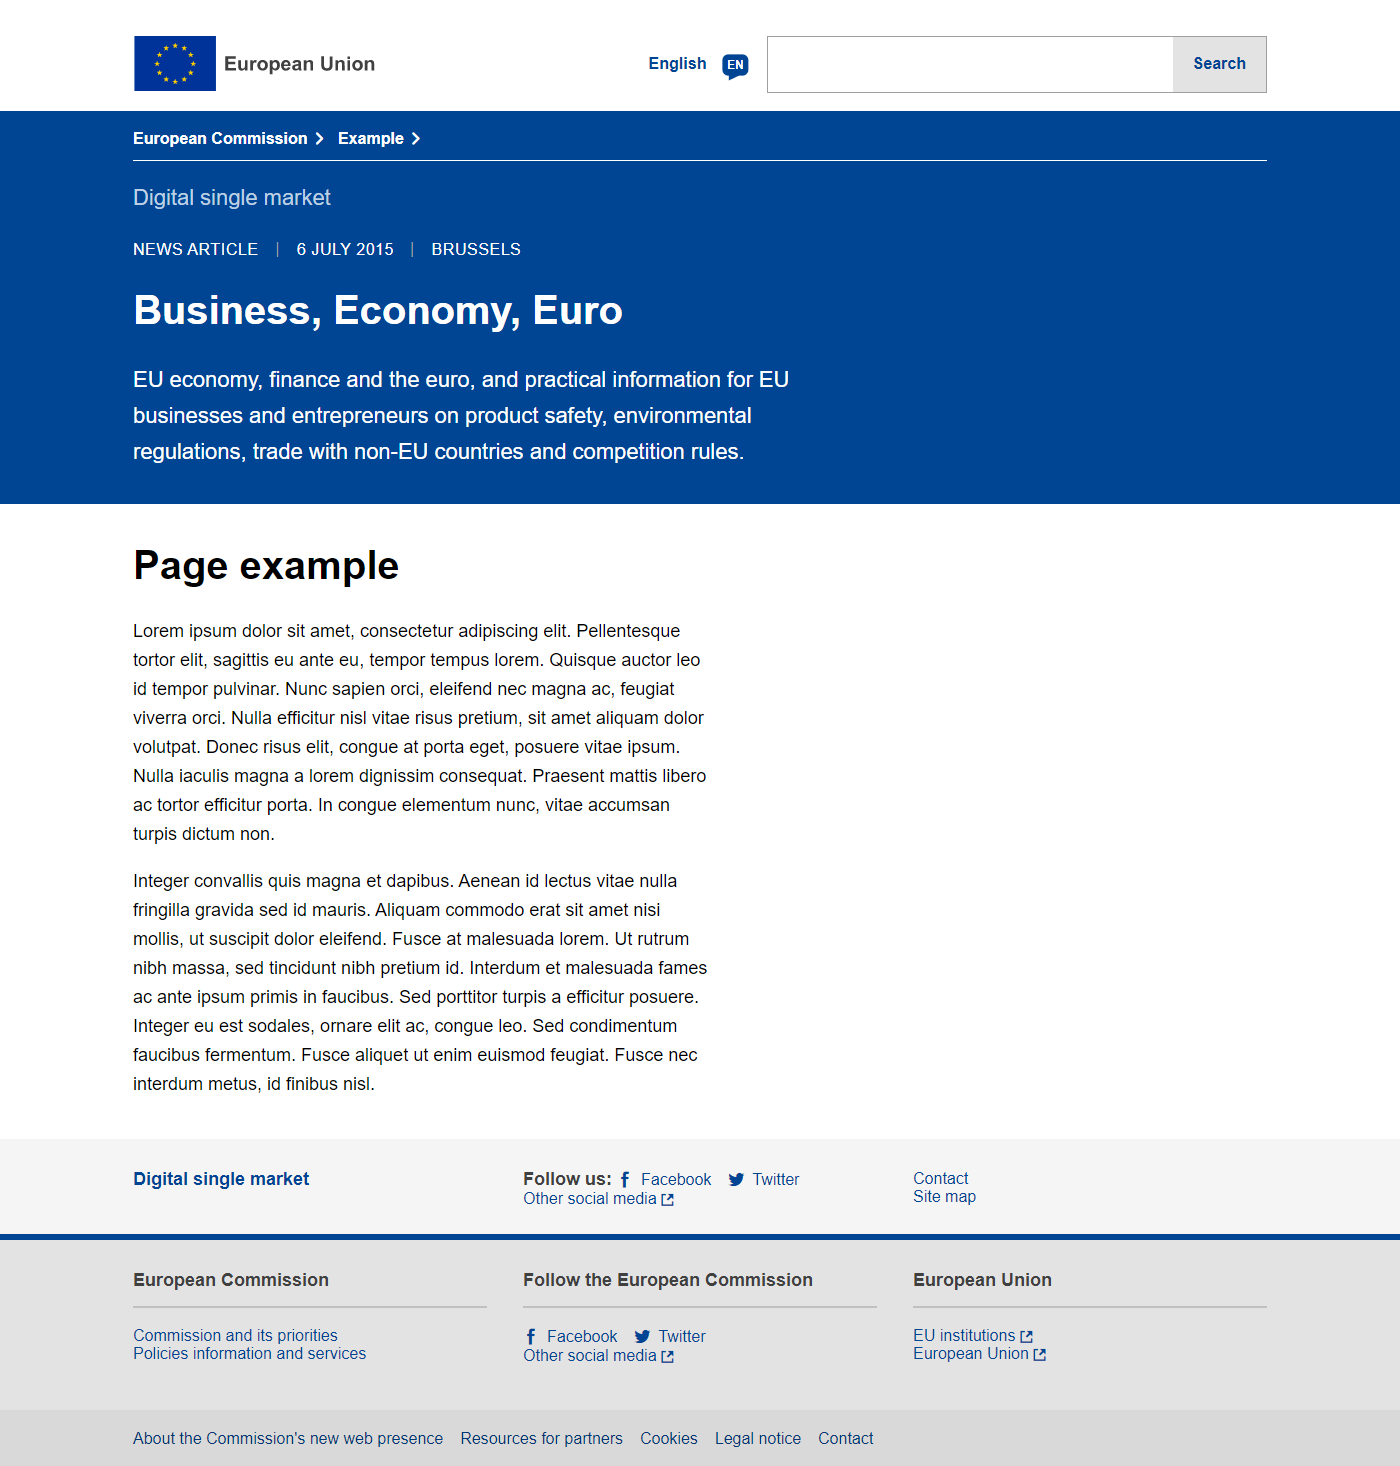 European Union
English EN Search
European Commission Example
Digital single market
NEWS ARTICLE | 6 JULY 2015 | BRUSSELS
Business, Economy, Euro
EU economy, finance and the euro, and practical information for EU
businesses and entrepreneurs on product safety, environmental
regulations, trade with non-EU countries and competition rules.
Page example
Lorem ipsum dolor sit amet, consectetur adipiscing elit. Pellentesque
tortor elit, sagittis eu ante eu, tempor tempus lorem. Quisque auctor leo
id tempor pulvinar. Nunc sapien orci, eleifend nec magna ac, feugiat
viverra orci. Nulla efficitur nisl vitae risus pretium, sit amet aliquam dolor
volutpat. Donec risus elit, congue at porta eget, posuere vitae ipsum.
Nulla iaculis magna a lorem dignissim consequat. Praesent mattis libero
ac tortor efficitur porta. In congue elementum nunc, vitae accumsan
turpis dictum non.
Integer convallis quis magna et dapibus. Aenean id lectus vitae nulla
fringilla gravida sed id mauris. Aliquam commodo erat sit amet nisi
mollis, ut suscipit dolor eleifend. Fusce at malesuada lorem. Ut rutrum
nibh massa, sed tincidunt nibh pretium id. Interdum et malesuada fames
ac ante ipsum primis in faucibus. Sed porttitor turpis a efficitur posuere.
Integer eu est sodales, ornare elit ac, congue leo. Sed condimentum
faucibus fermentum. Fusce aliquet ut enim euismod feugiat. Fusce nec
interdum metus, id finibus nisl.
Digital single market
Follow us: Facebook Twitter
Other social media
Contact
Site map
European Commission
Commission and its priorities
Policies information and services
Follow the European Commission
Facebook Twitter
Other social media
European Union
EU institutions
European Union
About the Commission's new web presence Resources for partners Cookies Legal notice Contact